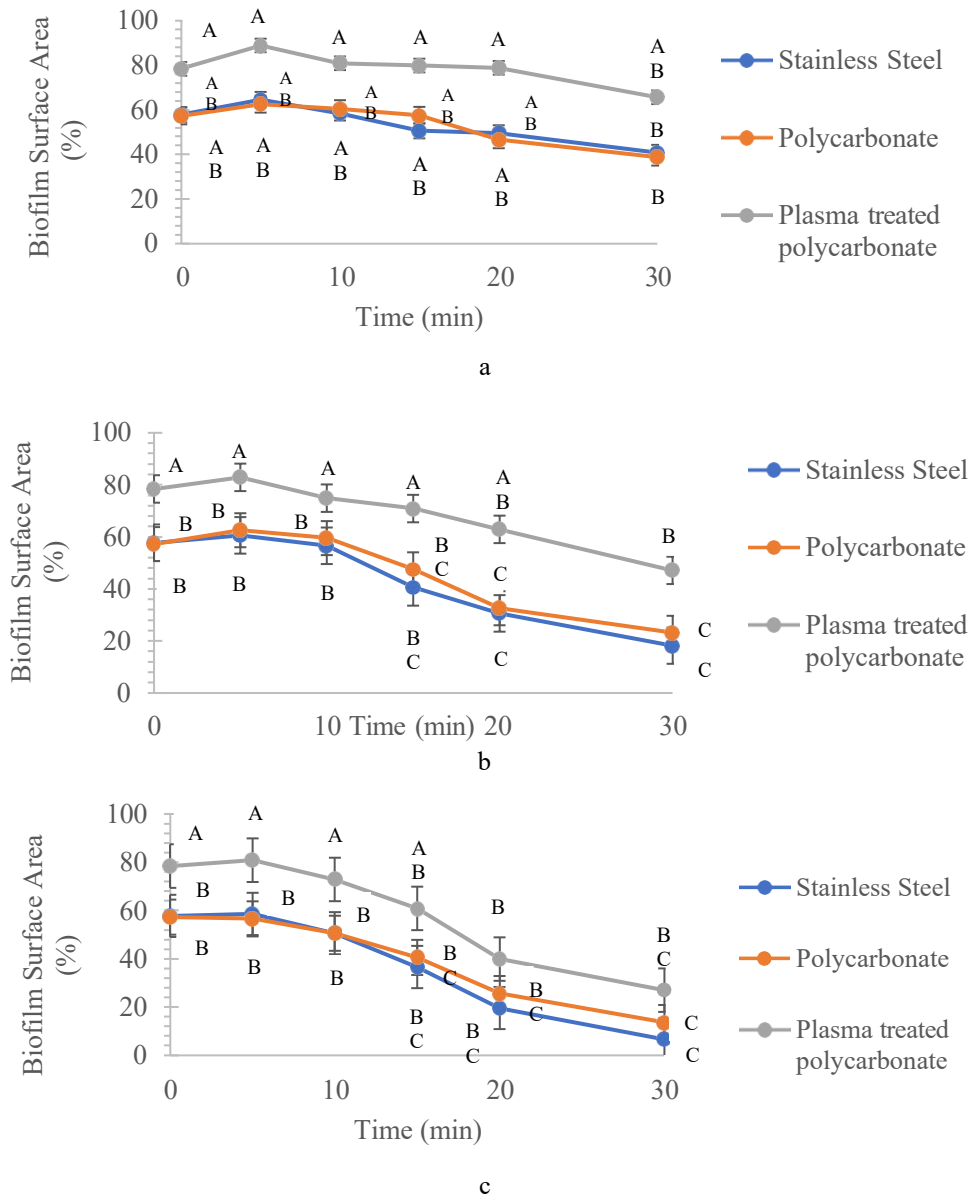 100
80
60
40
20
0
Biofilm Surface Area
(%)
A
A
A
A
A
A
B
A
B
A
B
A
B
A
B
A
B
B
A
B
A
B
A
B
A
B
A
B
B
0
10
20
30
Time (min)
Stainless Steel
Polycarbonate
Plasma treated
polycarbonate
a
100
80
60
40
20
0
Biofilm Surface Area
(%)
A
A
A
A
A
B
B
B
B
B
B
C
C
C
B
B
B
B
C
C
C
0
10
Time (min)
20
30
Stainless Steel
Polycarbonate
Plasma treated
polycarbonate
b
100
80
60
40
20
0
Biofilm Surface Area
(%)
A
A
A
A
B
B
B
C
B
B
B
B
C
B
C
C
B
B
B
B
C
B
C
C
0
10
20
30
Time (min)
Stainless Steel
Polycarbonate
Plasma treated
polycarbonate
c